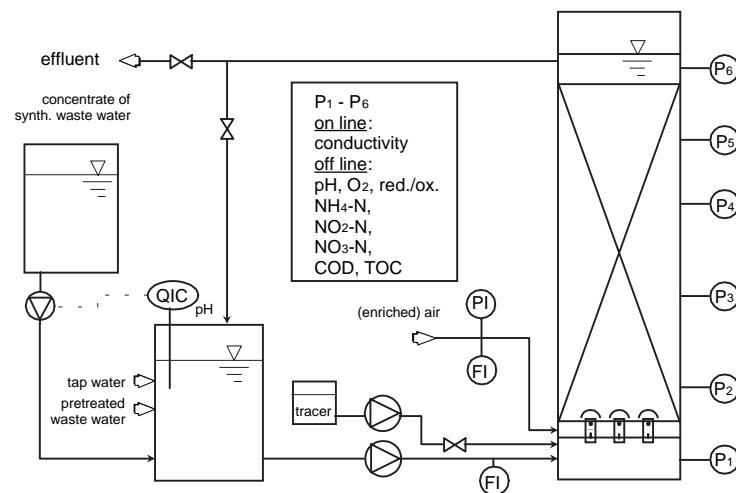 effluent
concentrate of
synth. waste water
P1 - P6
on line:
conductivity
off line:
pH, O2, red./ox.
NH4-N,
NO2-N,
NO3-N,
COD, TOC
P6
P5
P4
P3
P2
P1
QIC
pH
(enriched) air
PI
FI
tap water
pretreated
waste water
tracer
FI